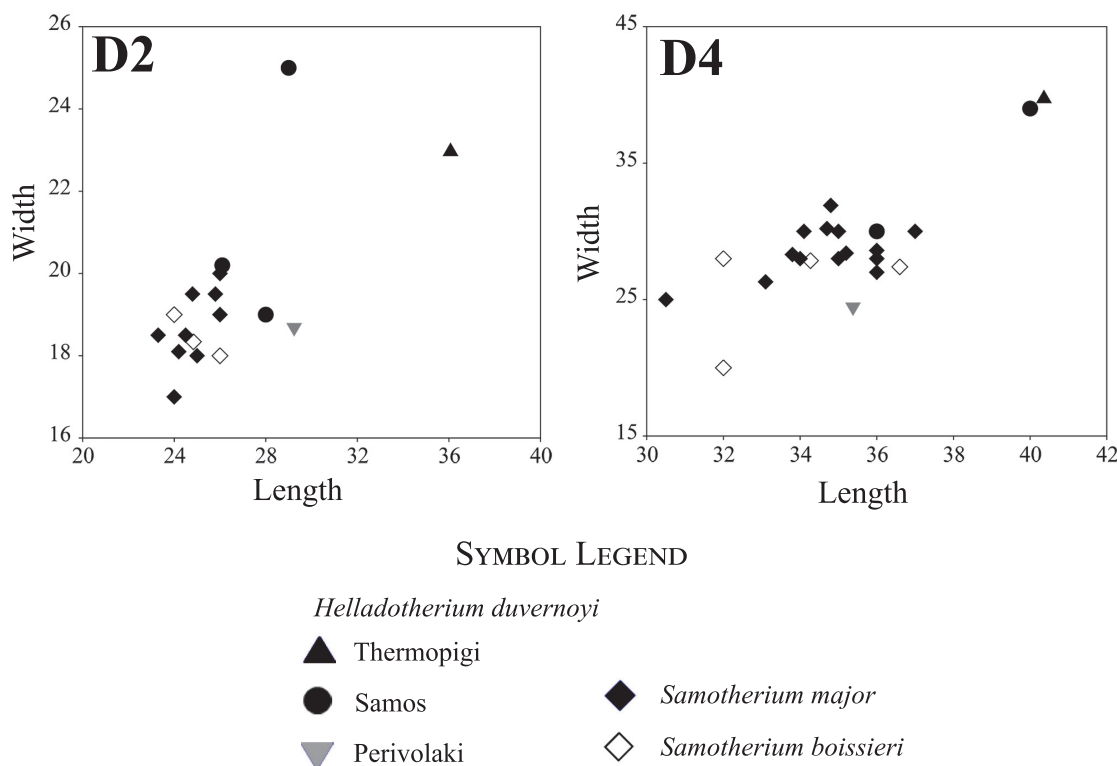 D2
26
24
22
20
18
16
Width
20 24 28 32 36 40
Length
D4
45
35
25
15
Width
30 32 34 36 38 40 42
Length
SYMBOL LEGEND
Helladotherium duvernoyi
Thermopigi
Samos
Perivolaki
Samotherium major
Samotherium boissieri